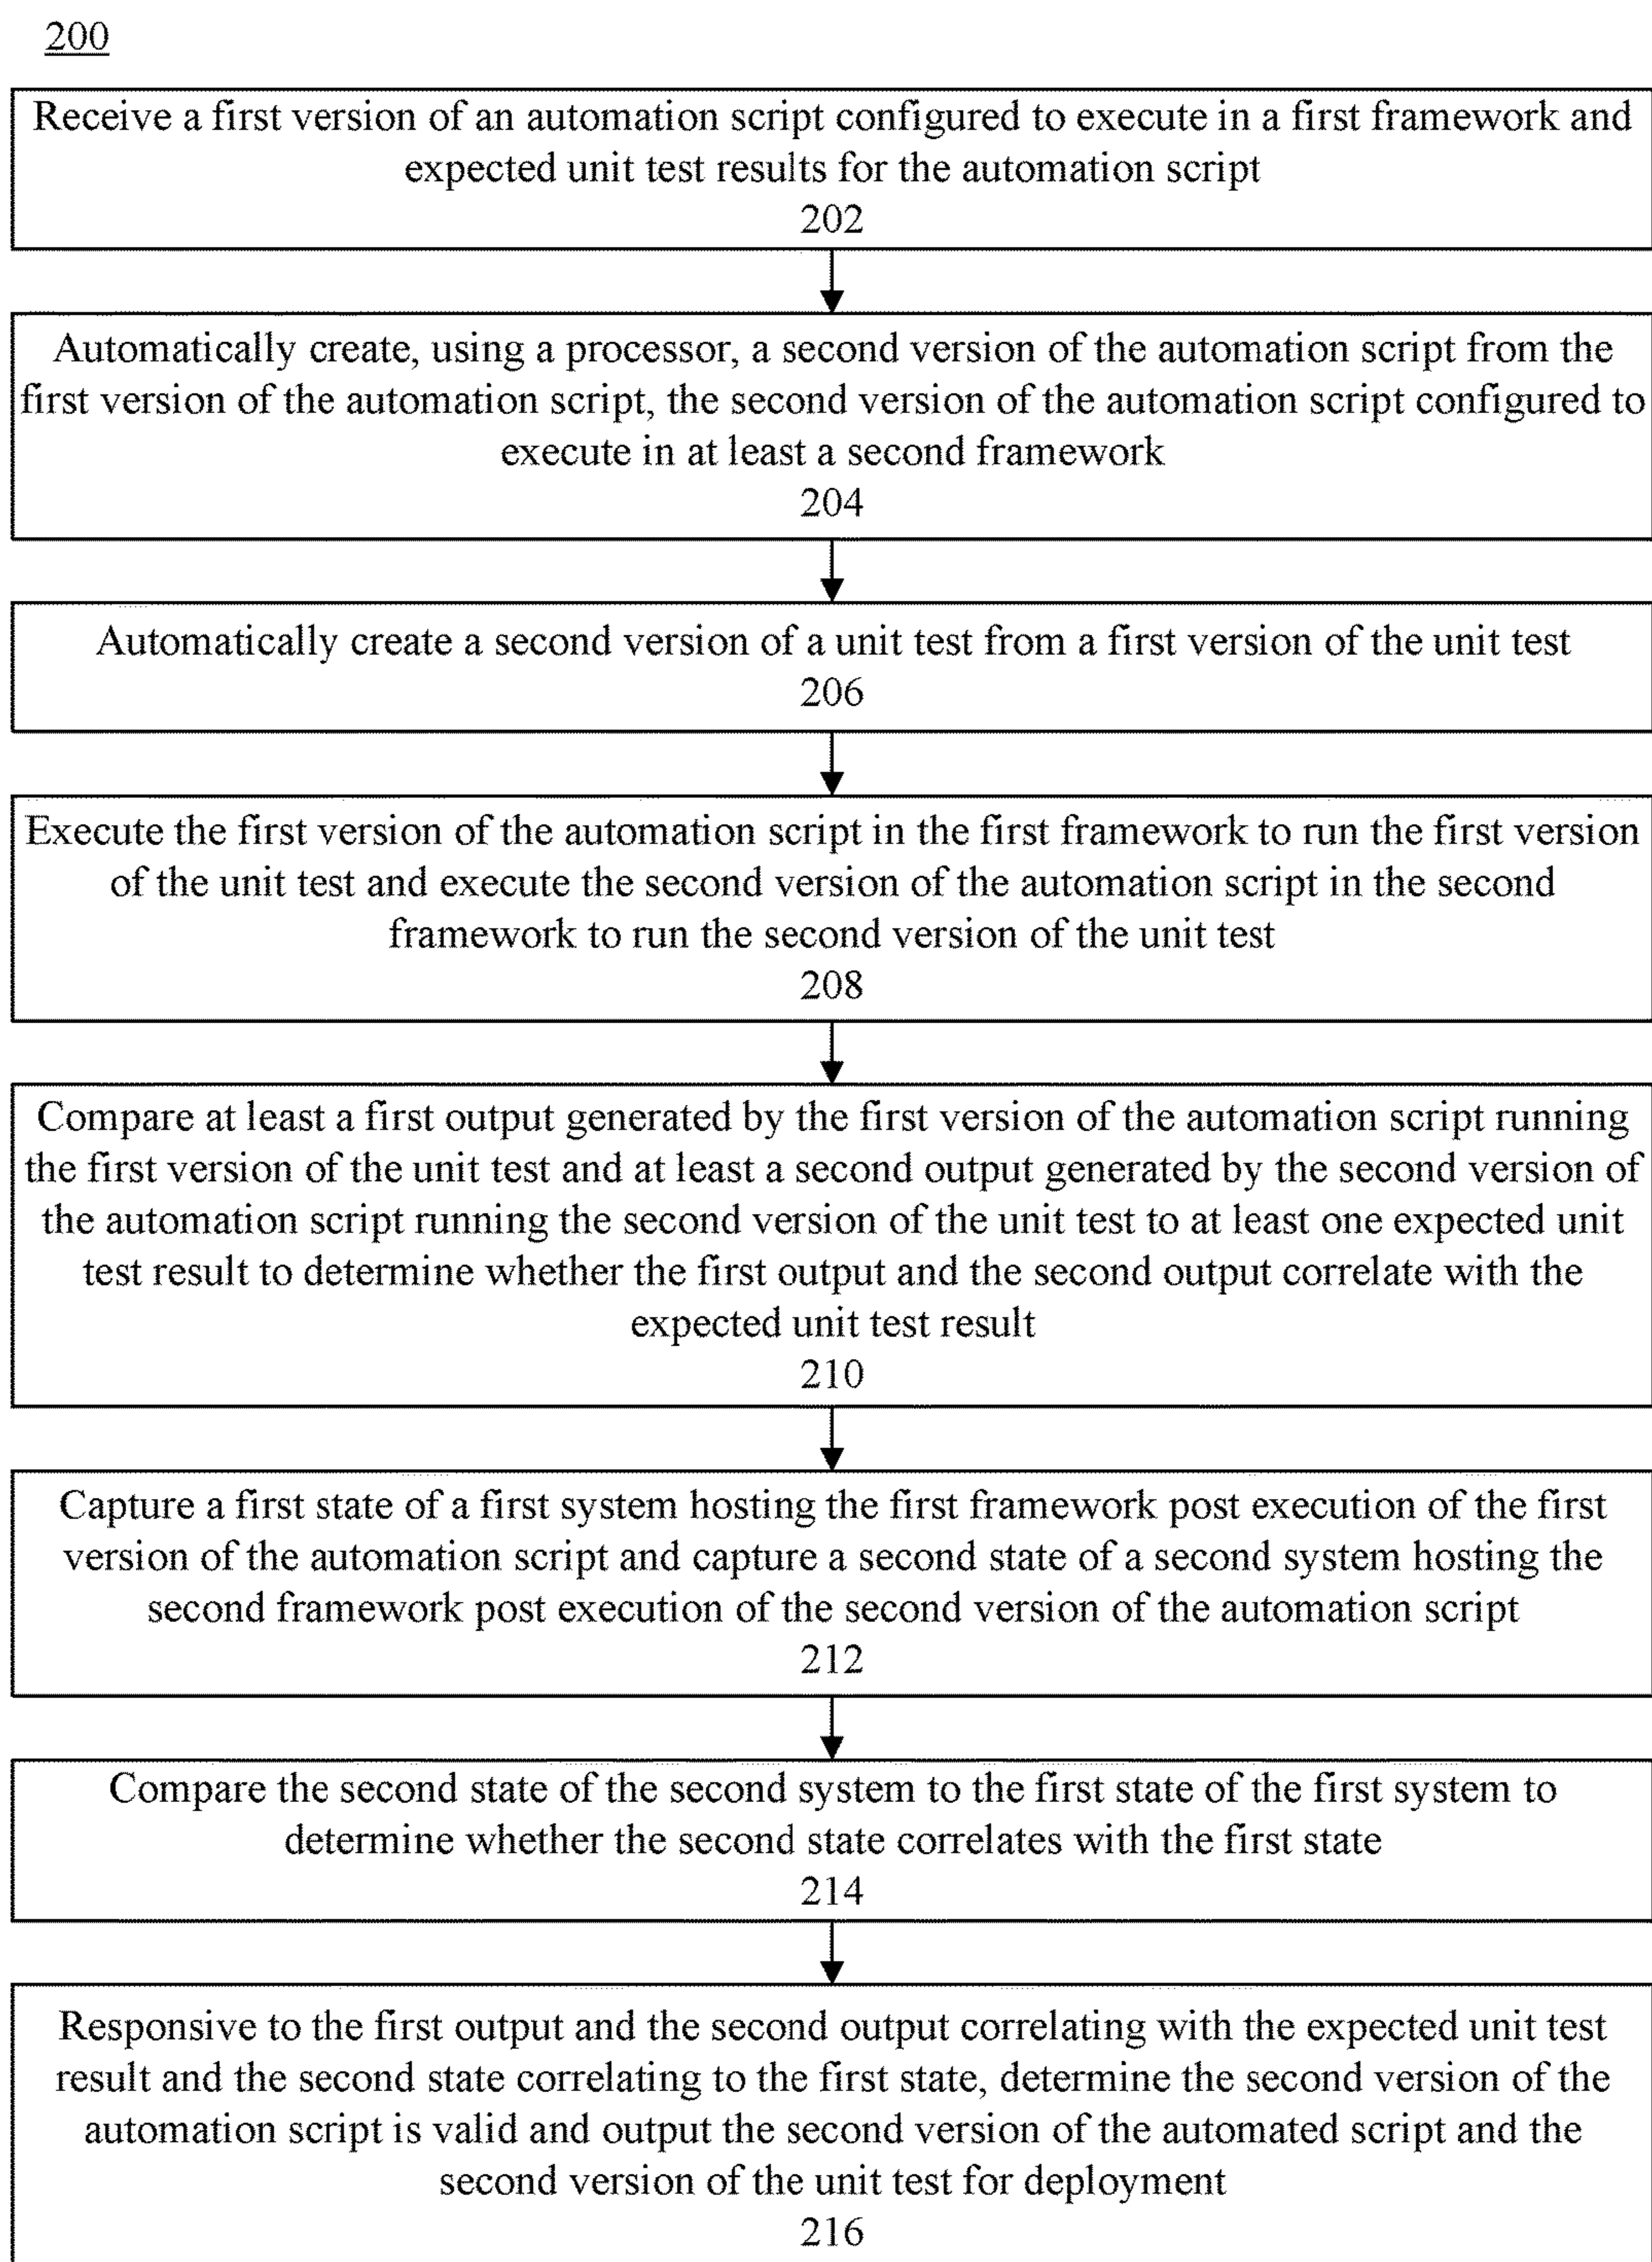 200
Receive a first version of an automation script configured to execute in a first framework and
expected unit test results for the automation script
202
Automatically create, using a processor, a second version of the automation script from the
first version of the automation script, the second version of the automation script configured to
execute in at least a second framework
204
Automatically create a second version of a unit test from a first version of the unit test
206
Execute the first version of the automation script in the first framework to run the first version
of the unit test and execute the second version of the automation script in the second
framework to run the second version of the unit test
208
Compare at least a first output generated by the first version of the automation script running
the first version of the unit test and at least a second output generated by the second version of
the automation script running the second version of the unit test to at least one expected unit
test result to determine whether the first output and the second output correlate with the
expected unit test result
210
Capture a first state of a first system hosting the first framework post execution of the first
version of the automation script and capture a second state of a second system hosting the
second framework post execution of the second version of the automation script
212
Compare the second state of the second system to the first state of the first system to
determine whether the second state correlates with the first state
214
Responsive to the first output and the second output correlating with the expected unit test
result and the second state correlating to the first state, determine the second version of the
automation script is valid and output the second version of the automated script and the
second version of the unit test for deployment
216